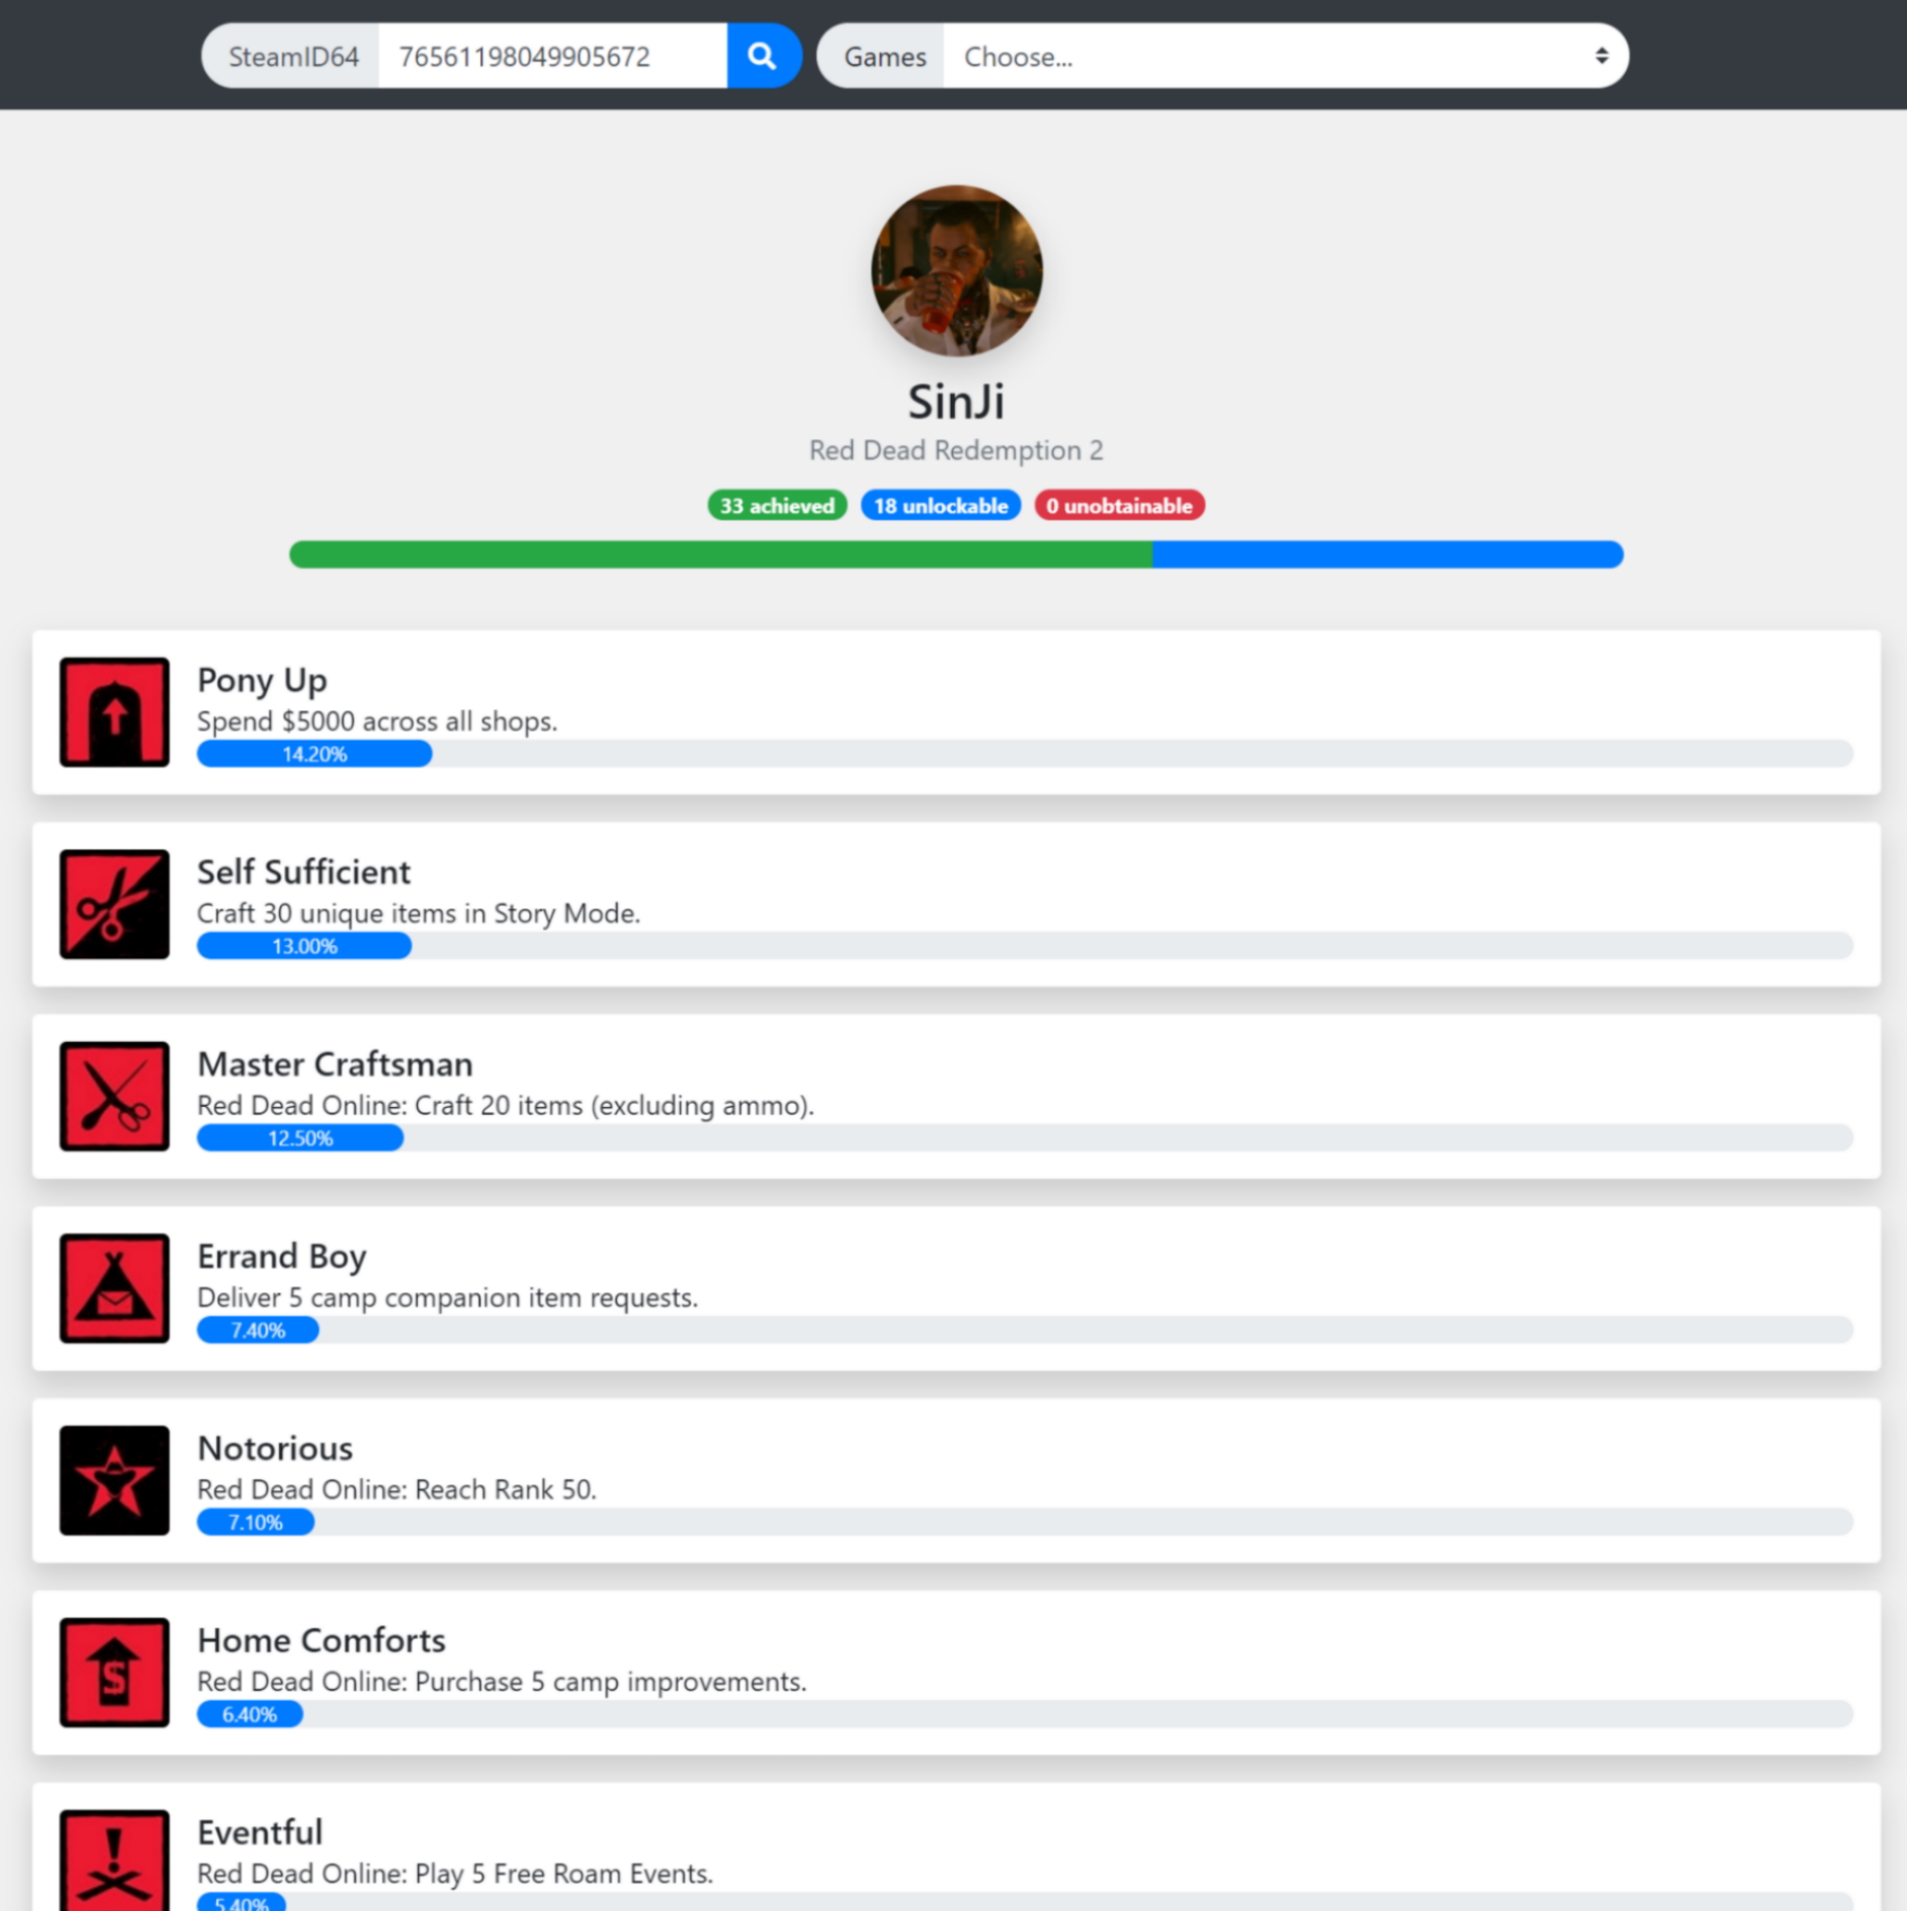 SteamID64 76561198049905672 Games Choose...
SinJi
Red Dead Redemption 2
33 achieved 18 unlockable 0 unobtainable
Pony Up
Spend $5000 across all shops.
14.20%
Self Sufficient
Craft 30 unique items in Story Mode.
13.00%
Master Craftsman
Red Dead Online: Craft 20 items (excluding ammo).
12.50%
Errand Boy
Deliver 5 camp companion item requests.
7.40%
Notorious
Red Dead Online: Reach Rank 50.
7.10%
$
Home Comforts
Red Dead Online: Purchase 5 camp improvements.
6.40%
!
Eventful
Red Dead Online: Play 5 Free Roam Events.
5.40%